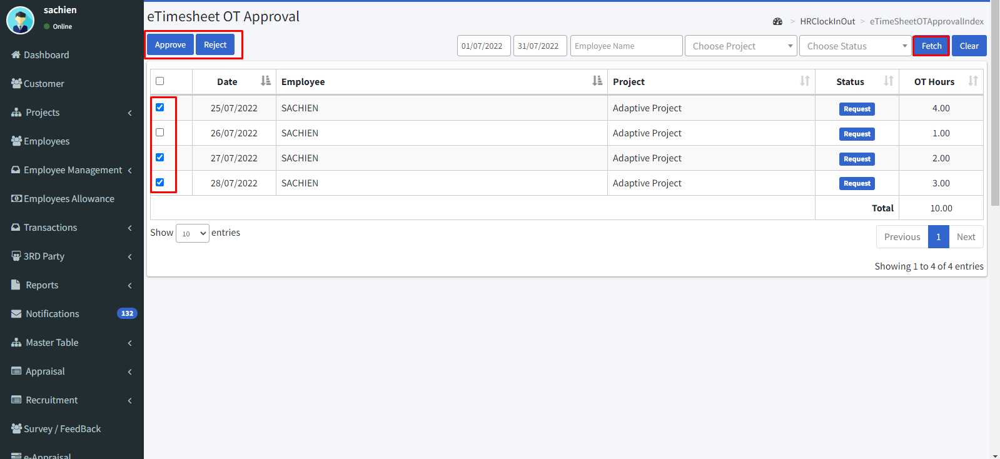 sachien
Online
Dashboard
Customer
Projects
Employees
Employee Management
Employees Allowance
Transactions
3RD Party
Reports
Notifications 132
Master Table
Appraisal
Recruitment
Survey / FeedBack
e-Appraisal
eTimesheet OT Approval
> HRClockInOut > eTimeSheetOTApprovalIndex
Approve Reject 01/07/2022 31/07/2022 Employee Name Choose Project Choose Status Fetch Clear
Date Employee Project Status OT Hours
25/07/2022 SACHIEN Adaptive Project Request 4.00
26/07/2022 SACHIEN Adaptive Project Request 1.00
27/07/2022 SACHIEN Adaptive Project Request 2.00
28/07/2022 SACHIEN Adaptive Project Request 3.00
Total 10.00
Show 10 entries
Previous 1 Next
Showing 1 to 4 of 4 entries